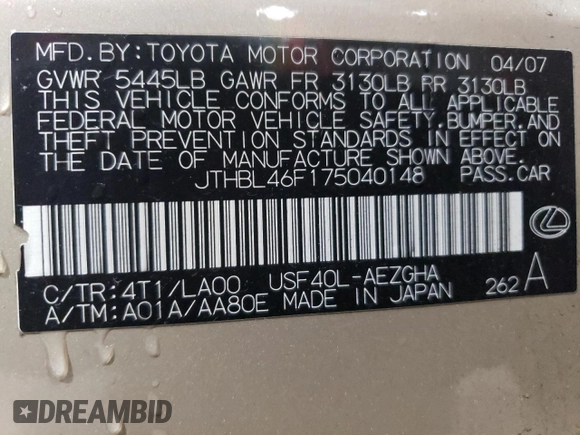 MFD.BY:TOYOTA MOTOR CORPORATION 04/07
GVWR 5445LB GAWR FR 3130LB RR 3130LB
THIS VEHICLE CONFORMS TO ALL APPLICABLE
FEDERAL MOTOR VEHICLE SAFETY,BUMPER,AND
THEFT PREVENTION STANDARDS IN EFFECT ON
THE DATE OF MANUFACTURE SHOWN ABOVE.
JTHBL46F175040148 PASS.CAR
C/TR:4T1/LA00 USF40L-AEZGHA
A/TM:A01A/AA80E MADE IN JAPAN 262 A
DREAMBID